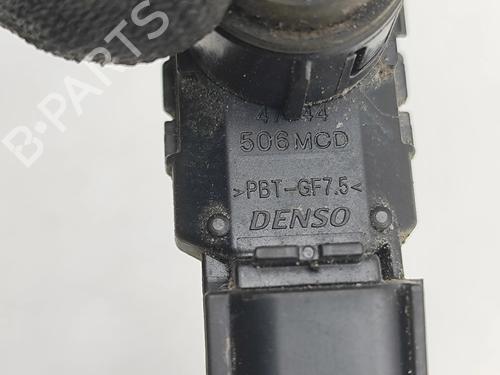 506MCD
>PBT-GF7.5<
DENSO
B-PARTS